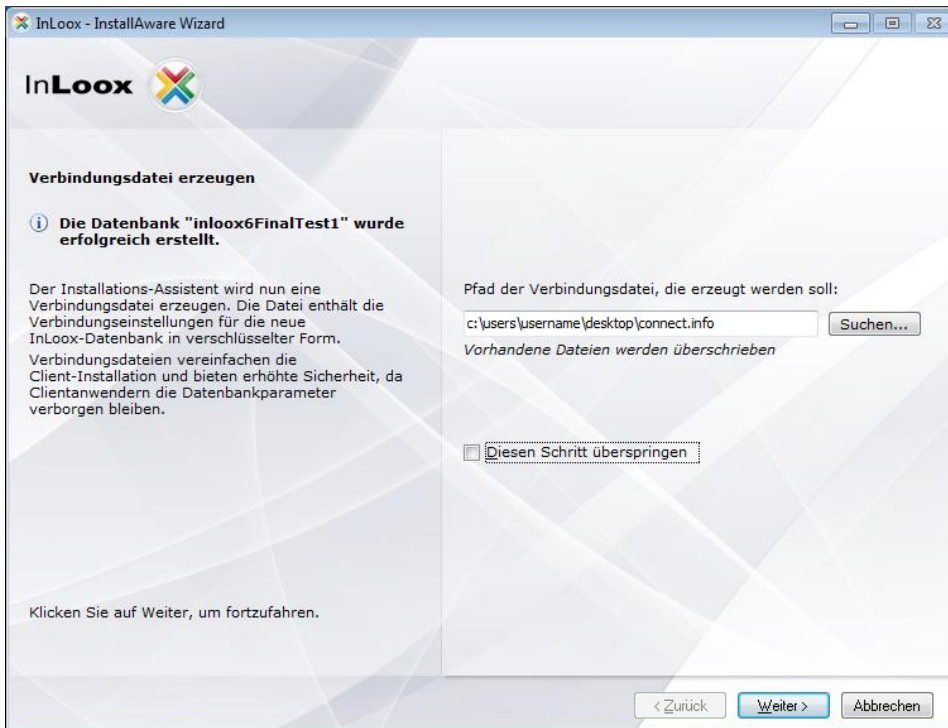 InLoox - InstallAware Wizard
InLoox
Verbindungsdatei erzeugen
Die Datenbank "inloox6FinalTest1" wurde
erfolgreich erstellt.
Der Installations-Assistent wird nun eine
Verbindungsdatei erzeugen. Die Datei enthält die
Verbindungseinstellungen für die neue
InLoox-Datenbank in verschlüsselter Form.
Verbindungsdateien vereinfachen die
Client-Installation und bieten erhöhte Sicherheit, da
Clientanwendern die Datenbankparameter
verborgen bleiben.
Klicken Sie auf Weiter, um fortzufahren.
Pfad der Verbindungsdatei, die erzeugt werden soll:
c:\users\username\desktop\connect.info
Suchen...
Vorhandene Dateien werden überschrieben
Diesen Schritt überspringen
< Zurück
Weiter >
Abbrechen